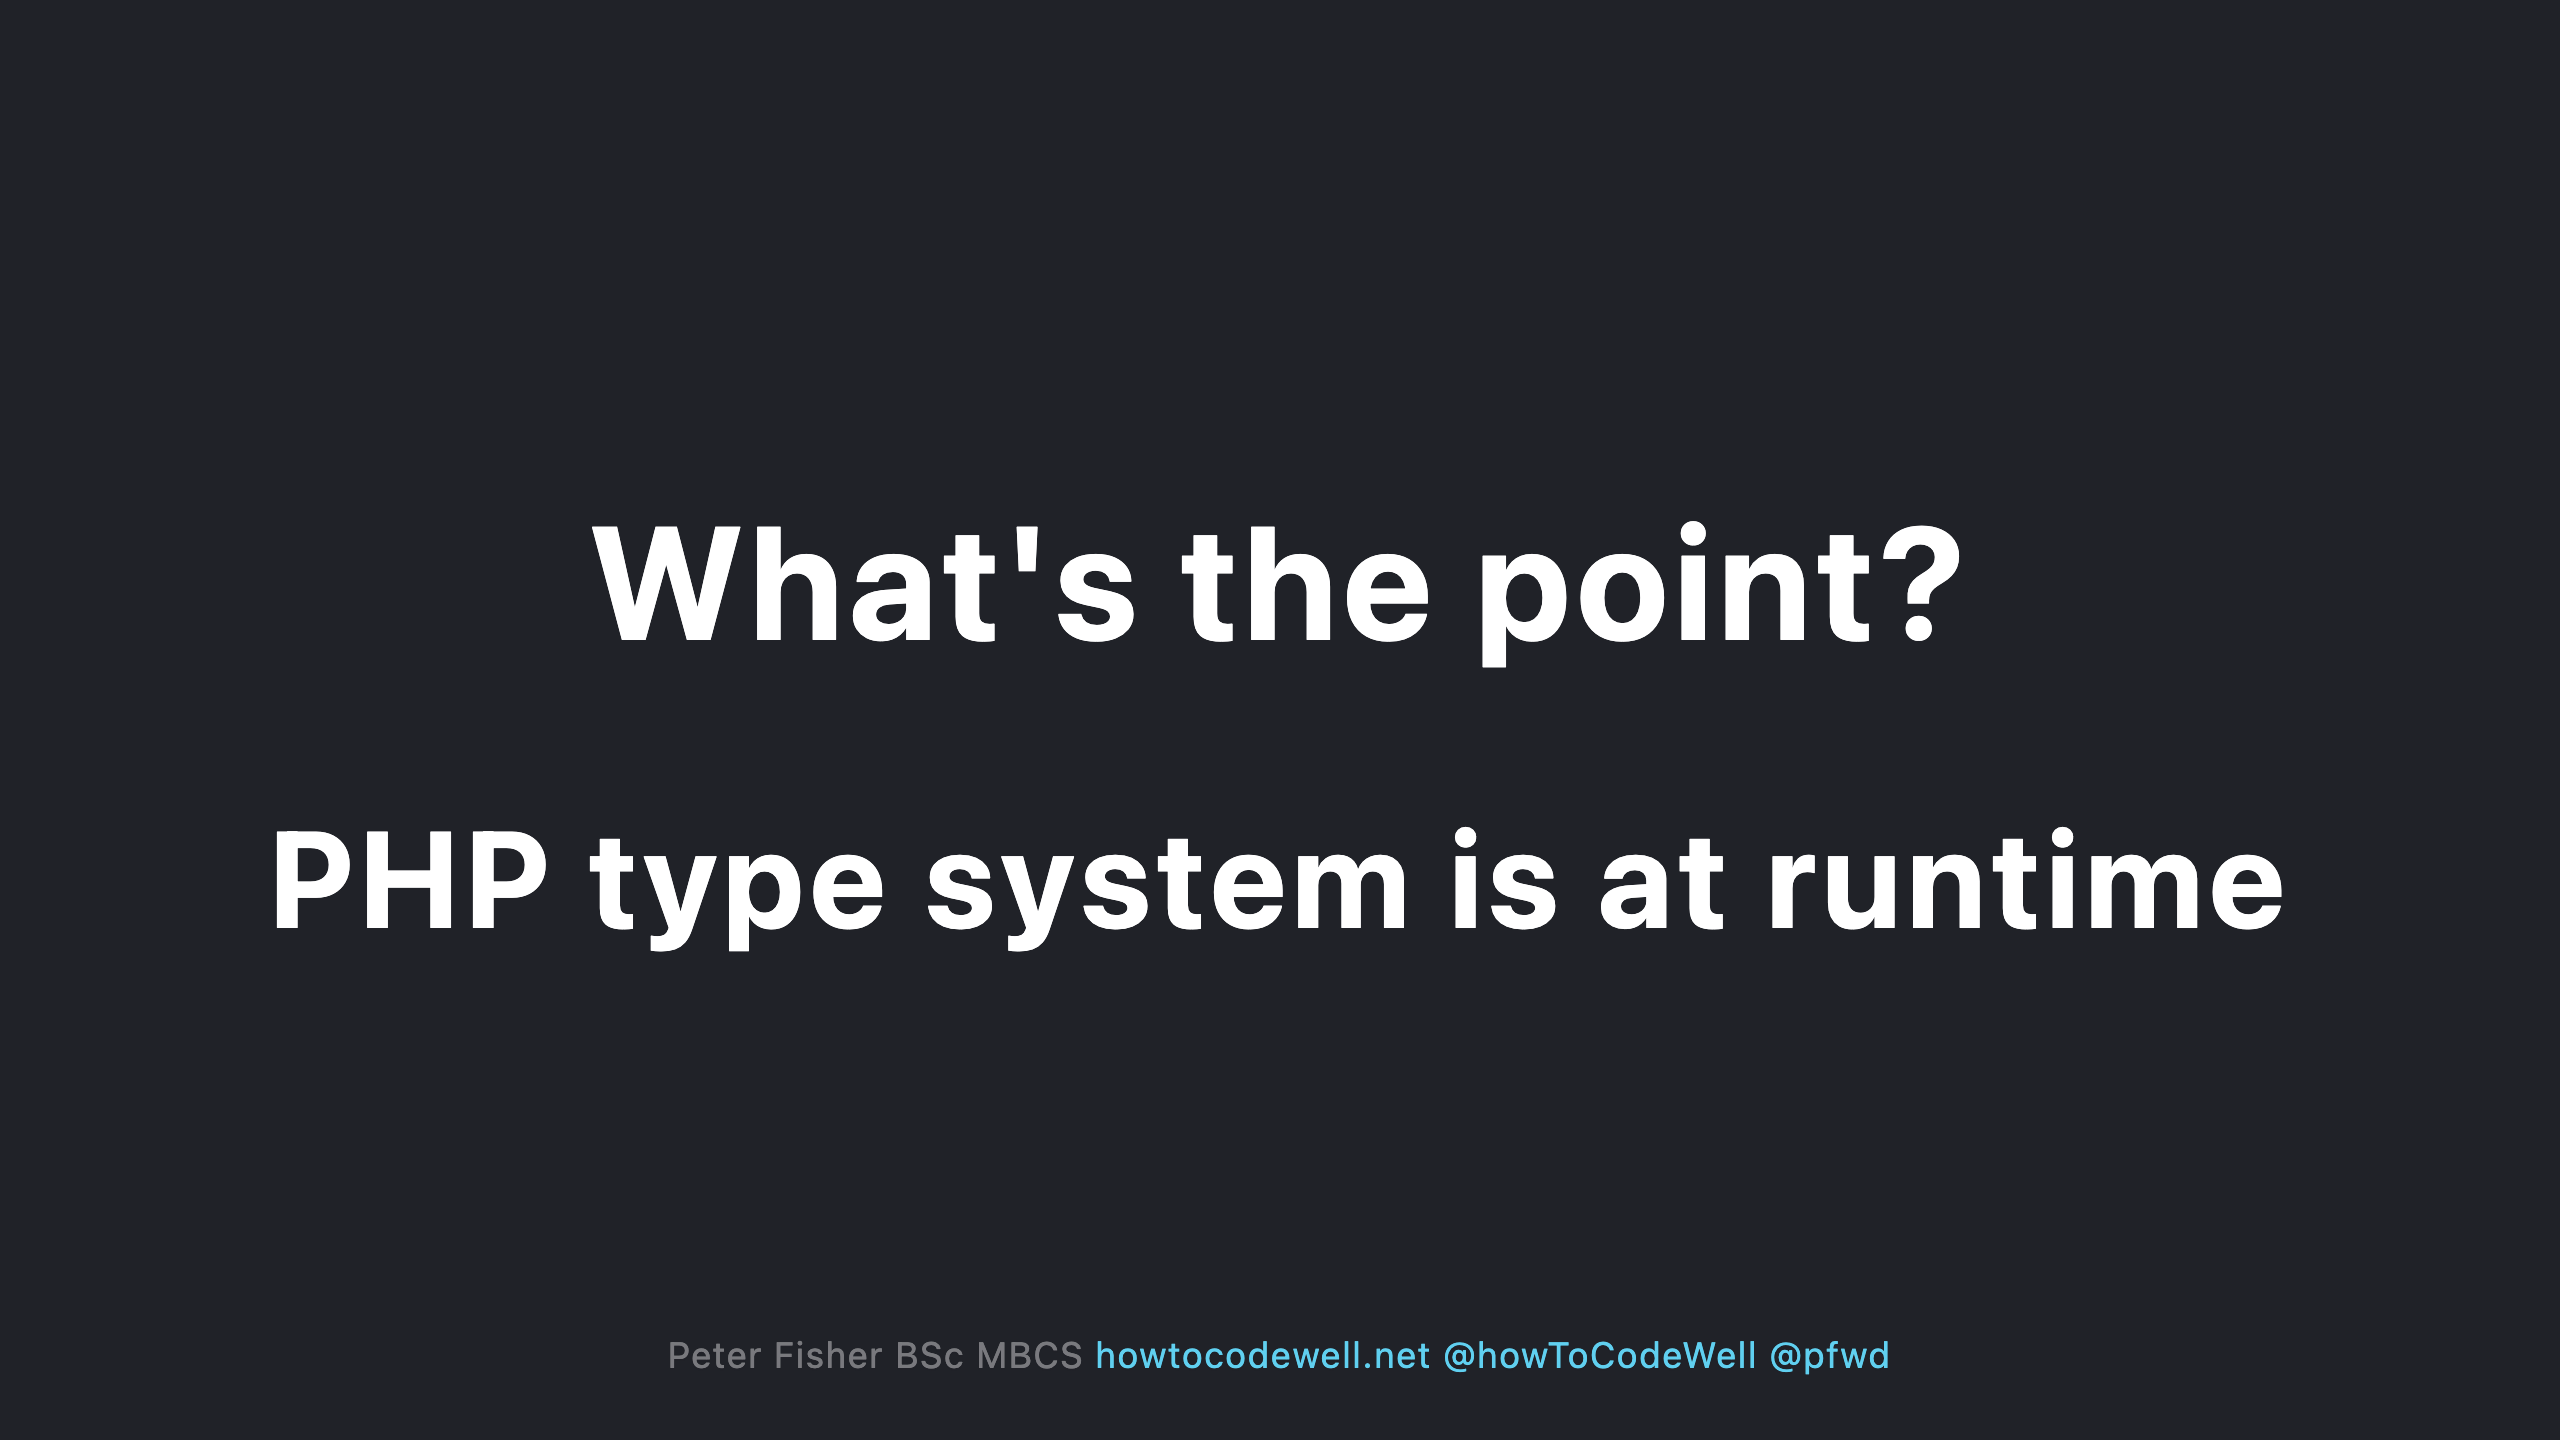 What's the point?
PHP type system is at runtime
Peter Fisher BSc MBCS howtocodewell.net @howToCodeWell @pfwd